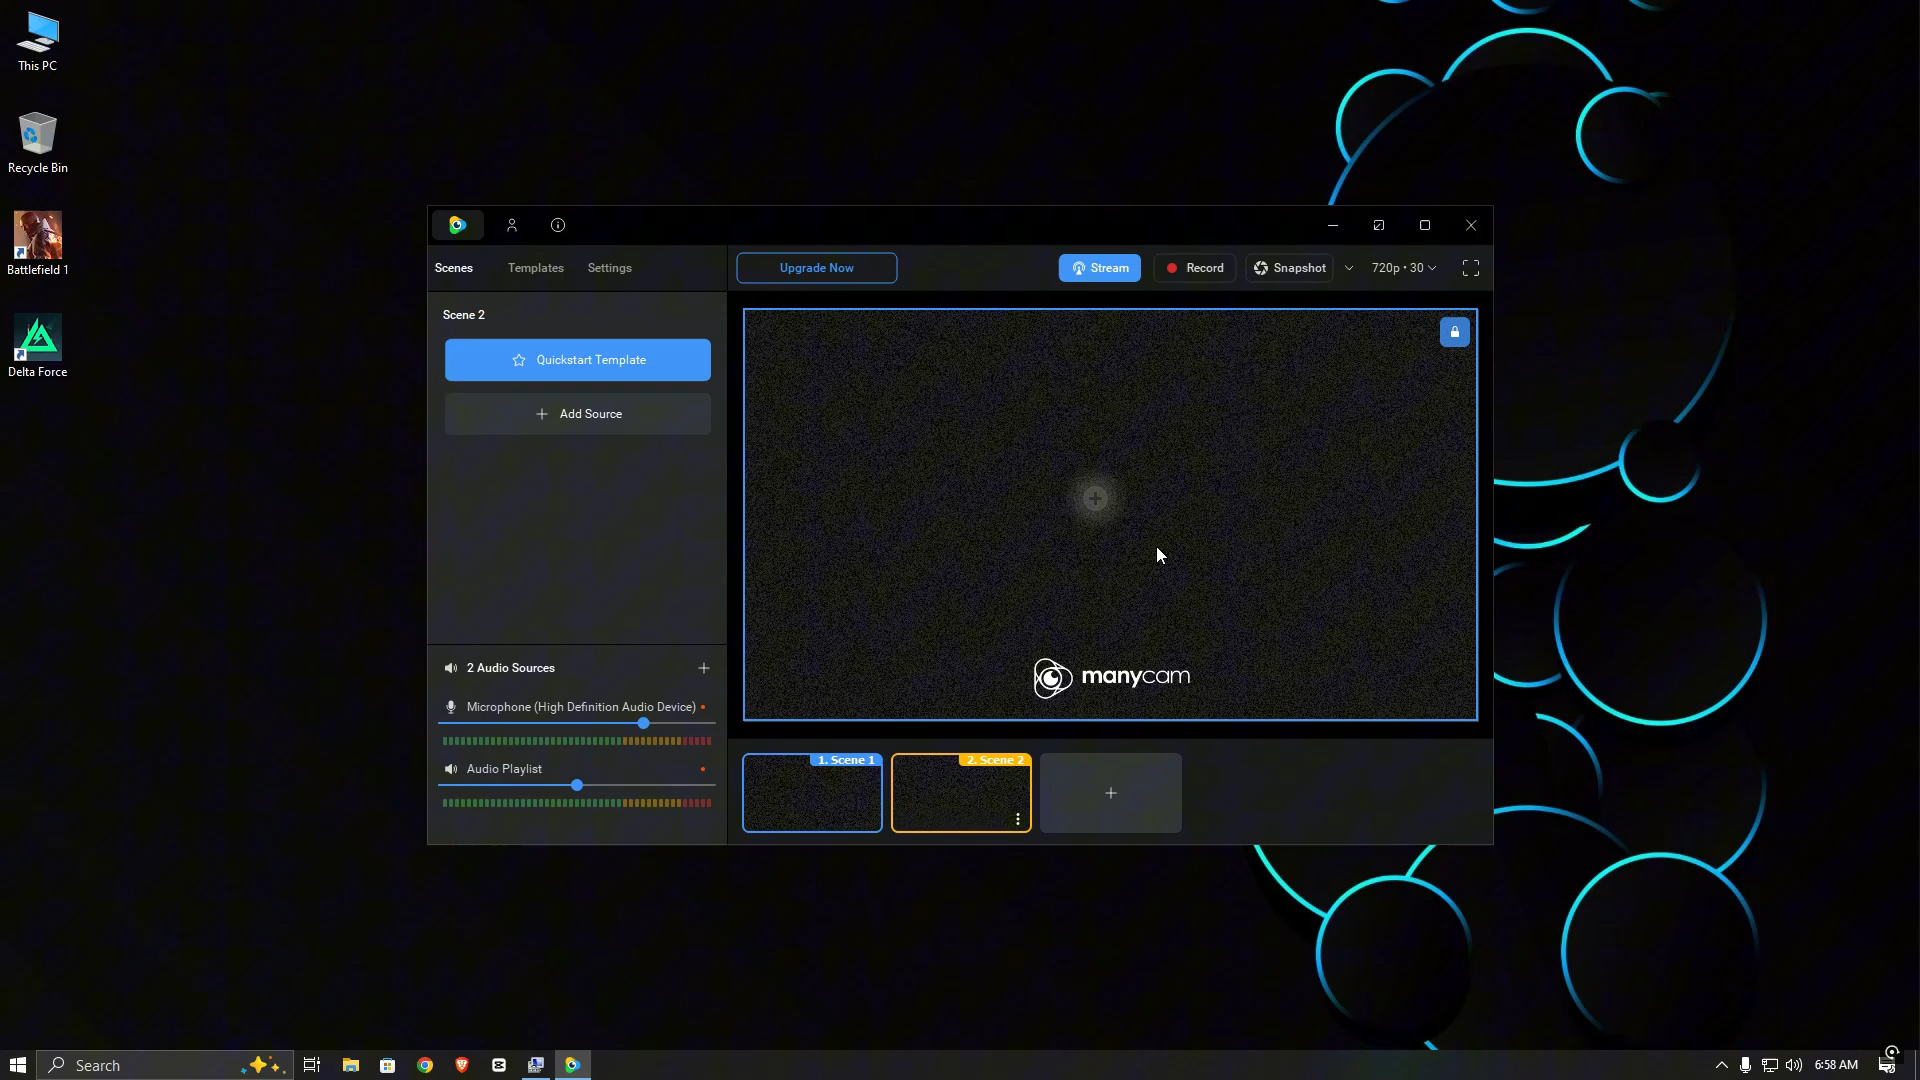 This PC
Recycle Bin
Battlefield 1
Delta Force
Scenes
Templates
Settings
Upgrade Now
Stream
Record
Snapshot
720p • 30
Scene 2
Quickstart Template
Add Source
manycam
2 Audio Sources
Microphone (High Definition Audio Device)
Audio Playlist
1. Scene 1
2. Scene 2
Search
6:58 AM